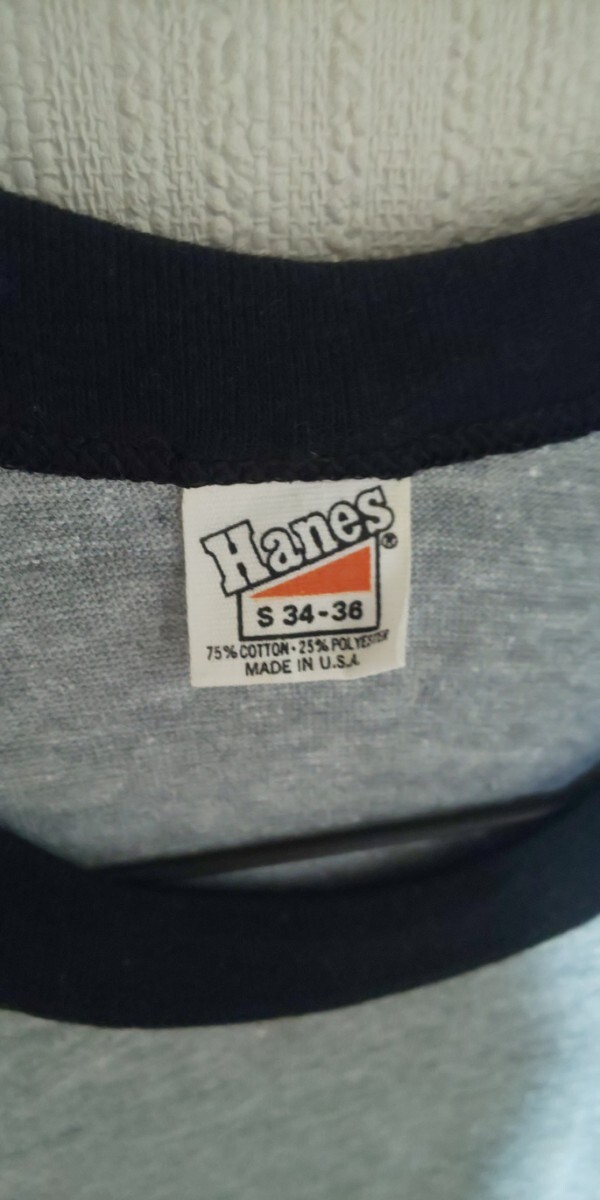 Hanes®
S 34-36
75% COTTON • 25% POLYESTER
MADE IN U.S.A.